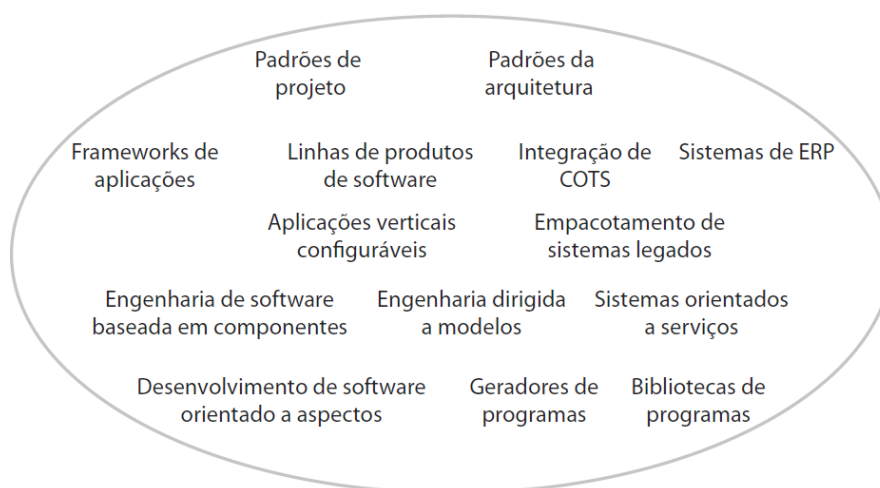 Padrões de
projeto
Padrões da
arquitetura
Frameworks de
aplicações
Linhas de produtos
de software
Integração de
COTS
Sistemas de ERP
Aplicações verticais
configuráveis
Empacotamento de
sistemas legados
Engenharia de software
baseada em componentes
Engenharia dirigida
a modelos
Sistemas orientados
a serviços
Desenvolvimento de software
orientado a aspectos
Geradores de
programas
Bibliotecas de
programas